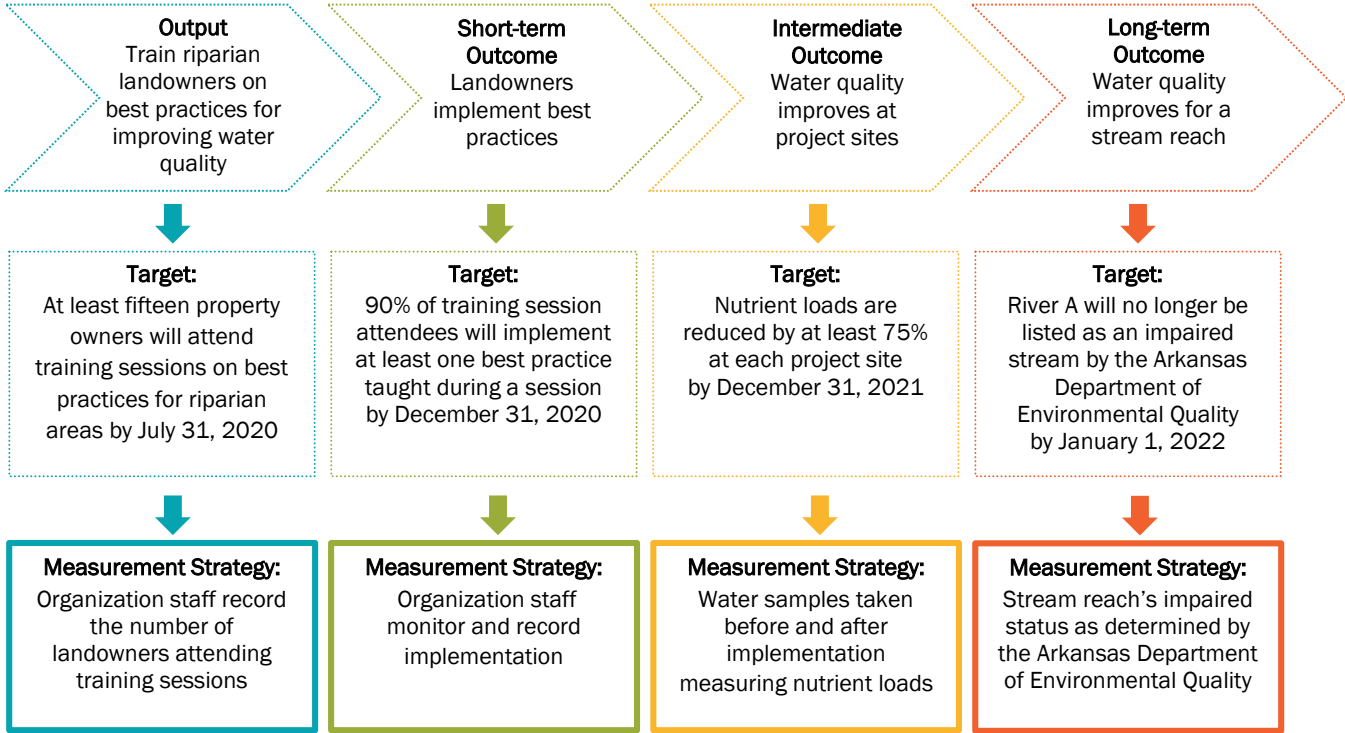 Output
Train riparian
landowners on
best practices for
improving water
quality
Short-term
Outcome
Landowners
implement best
practices
Intermediate
Outcome
Water quality
improves at
project sites
Long-term
Outcome
Water quality
improves for a
stream reach
Target:
At least fifteen property
owners will attend
training sessions on best
practices for riparian
areas by July 31, 2020
Target:
90% of training session
attendees will implement
at least one best practice
taught during a session
by December 31, 2020
Target:
Nutrient loads are
reduced by at least 75%
at each project site
by December 31, 2021
Target:
River A will no longer be
listed as an impaired
stream by the Arkansas
Department of
Environmental Quality
by January 1, 2022
Measurement Strategy:
Organization staff record
the number of
landowners attending
training sessions
Measurement Strategy:
Organization staff
monitor and record
implementation
Measurement Strategy:
Water samples taken
before and after
implementation
measuring nutrient loads
Measurement Strategy:
Stream reach’s impaired
status as determined by
the Arkansas Department
of Environmental Quality